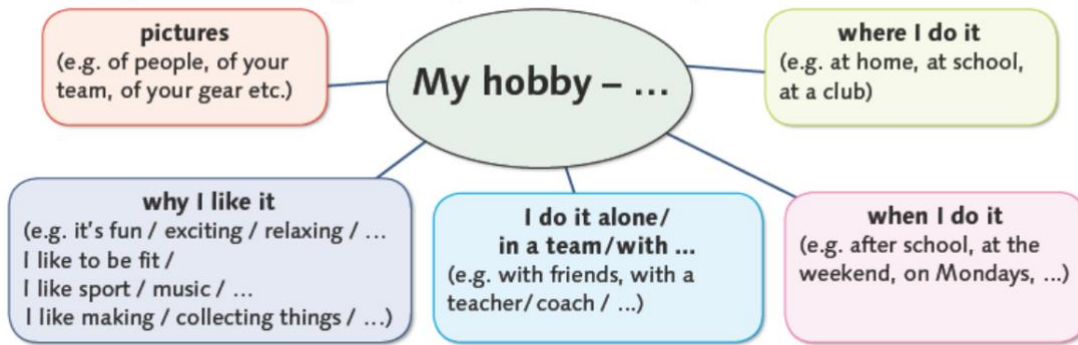 pictures
(e.g. of people, of your
team, of your gear etc.)
My hobby – ...
where I do it
(e.g. at home, at school,
at a club)
why I like it
(e.g. it's fun / exciting / relaxing / ...
I like to be fit /
I like sport / music / ...
I like making / collecting things / ...)
I do it alone/
in a team/with ...
(e.g. with friends, with a
teacher/coach / ...)
when I do it
(e.g. after school, at the
weekend, on Mondays, ...)